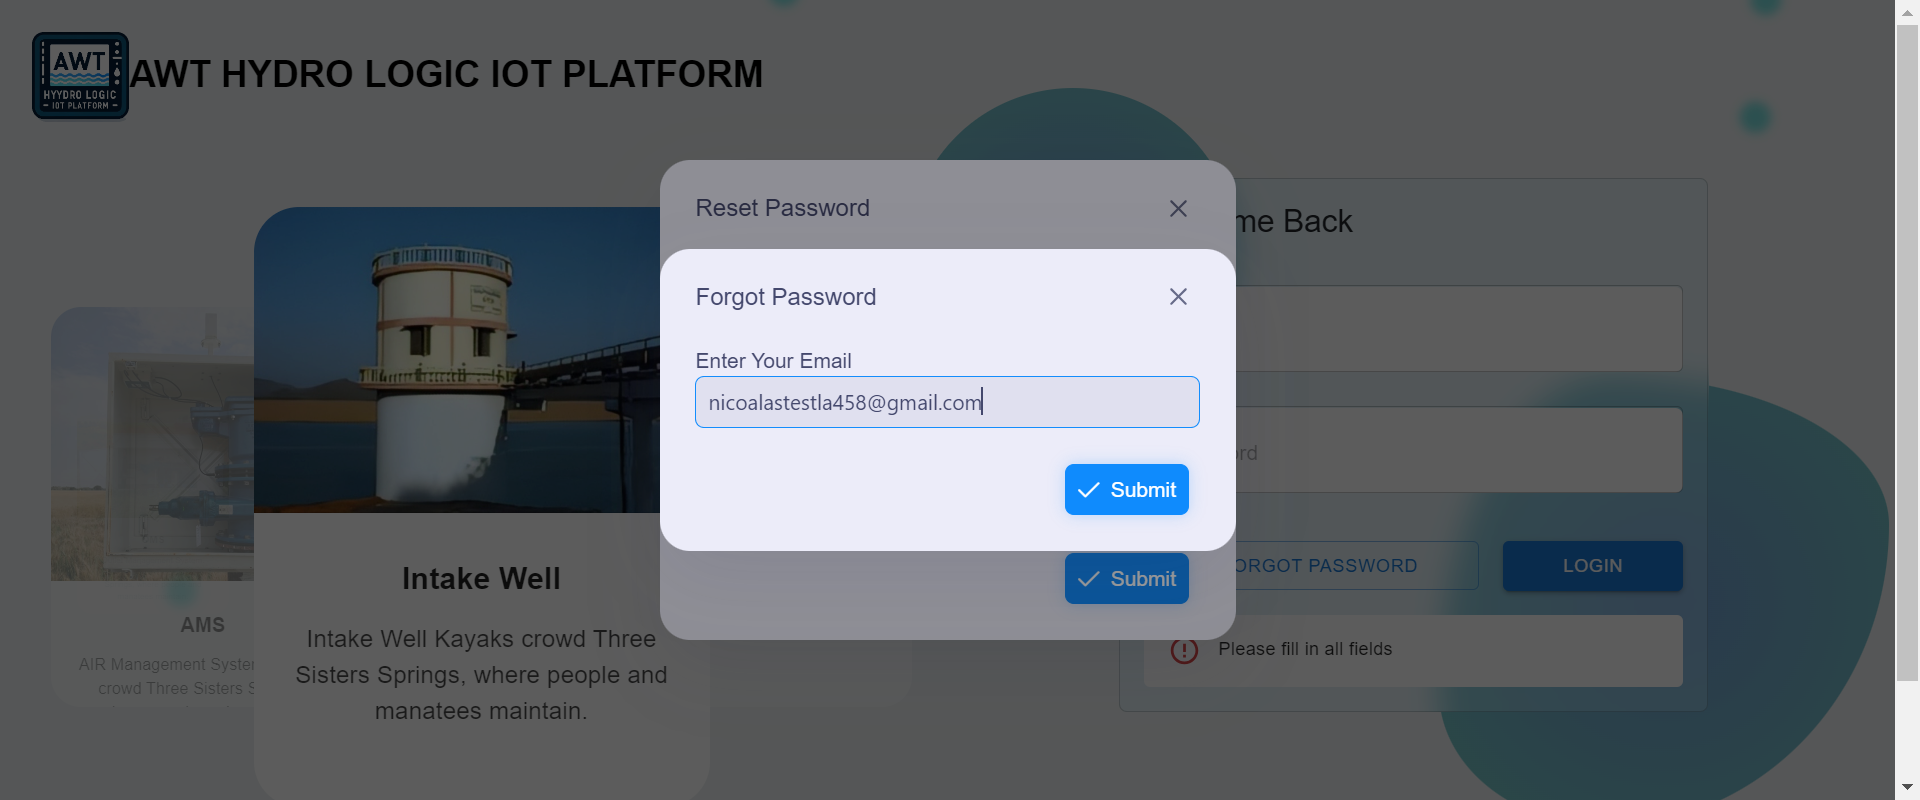 AWT
HYYDRO LOGIC
IOT PLATFORM
AWT HYDRO LOGIC IOT PLATFORM
Reset Password
me Back
Forgot Password
Enter Your Email
nicoalastestla458@gmail.com
Submit
Submit
ORGOT PASSWORD
LOGIN
Please fill in all fields
Intake Well
Intake Well Kayaks crowd Three
Sisters Springs, where people and
manatees maintain.
AMS
AIR Management System
crowd Three Sisters S